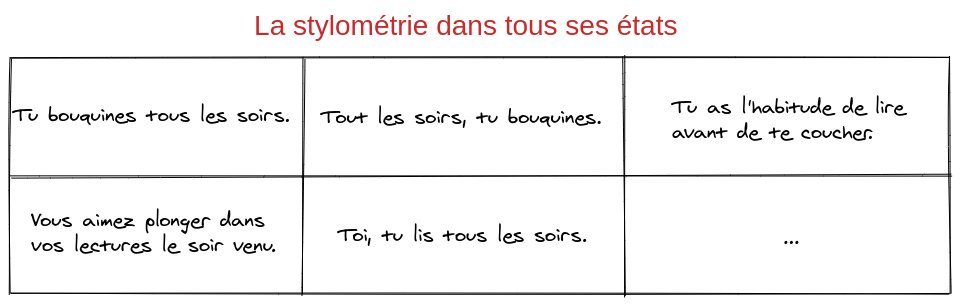 La stylométrie dans tous ses états
Tu bouquines tous les soirs.
Tout les soirs, tu bouquines.
Tu as l'habitude de lire
avant de te coucher.
Vous aimez plonger dans
vos lectures le soir venu.
Toi, tu lis tous les soirs.
...